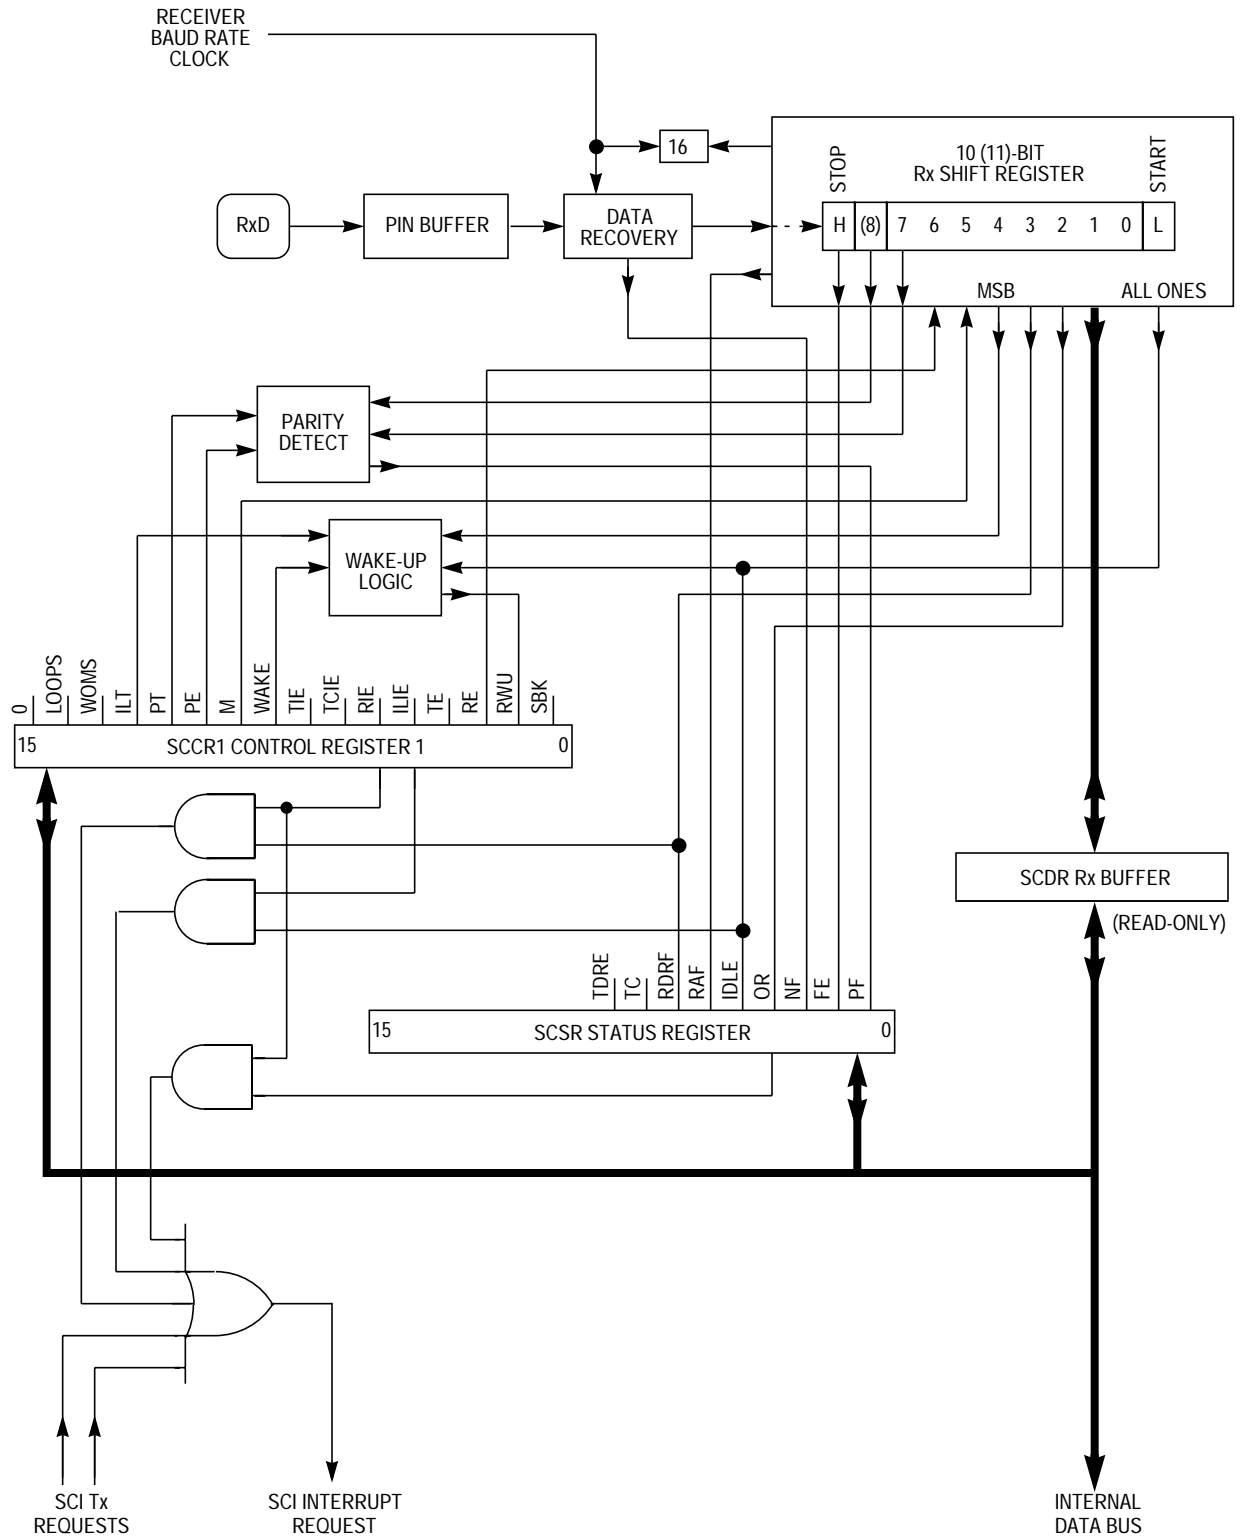 RECEIVER
BAUD RATE
CLOCK
16
STOP
10 (11)-BIT
Rx SHIFT REGISTER
START
RxD
PIN BUFFER
DATA
RECOVERY
H (8) 7 6 5 4 3 2 1 0 L
MSB
ALL ONES
PARITY
DETECT
WAKE-UP
LOGIC
0
LOOPS
WOMS
ILT
PT
PE
M
WAKE
TIE
TCIE
RIE
ILIE
TE
RE
RWU
SBK
15 SCCR1 CONTROL REGISTER 1 0
SCDR Rx BUFFER
(READ-ONLY)
TDRE
TC
RDRF
RAF
IDLE
OR
NF
FE
PF
15 SCSR STATUS REGISTER 0
SCI Tx
REQUESTS
SCI INTERRUPT
REQUEST
INTERNAL
DATA BUS